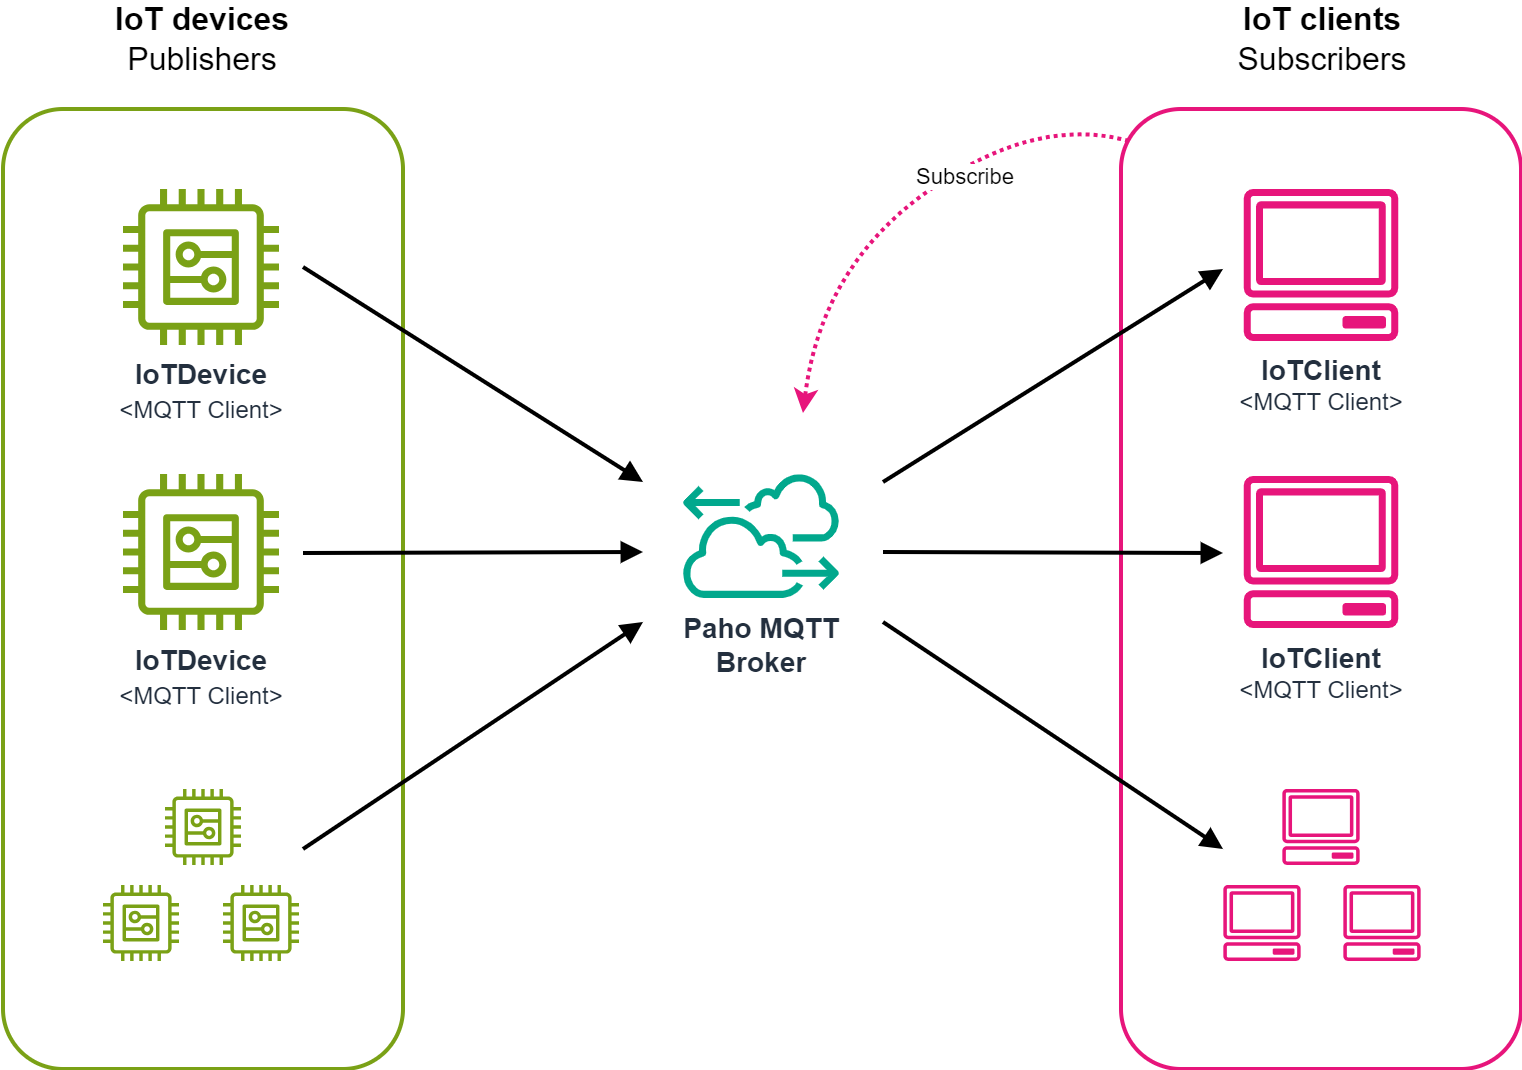 IoT devices
Publishers
IoT clients
Subscribers
Subscribe
IoTDevice
<MQTT Client>
IoTClient
<MQTT Client>
IoTDevice
<MQTT Client>
Paho MQTT
Broker
IoTClient
<MQTT Client>